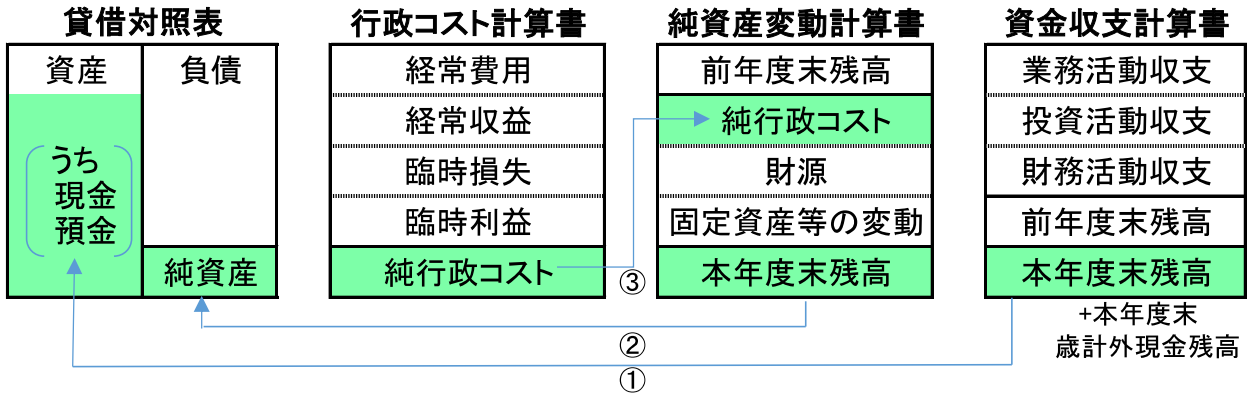 貸借対照表
資産
負債
うち
現金
預金
純資産
行政コスト計算書
経常費用
経常収益
臨時損失
臨時利益
純行政コスト
純資産変動計算書
前年度末残高
純行政コスト
財源
固定資産等の変動
本年度末残高
資金収支計算書
業務活動収支
投資活動収支
財務活動収支
前年度末残高
本年度末残高
+本年度末
歳計外現金残高
③
②
①